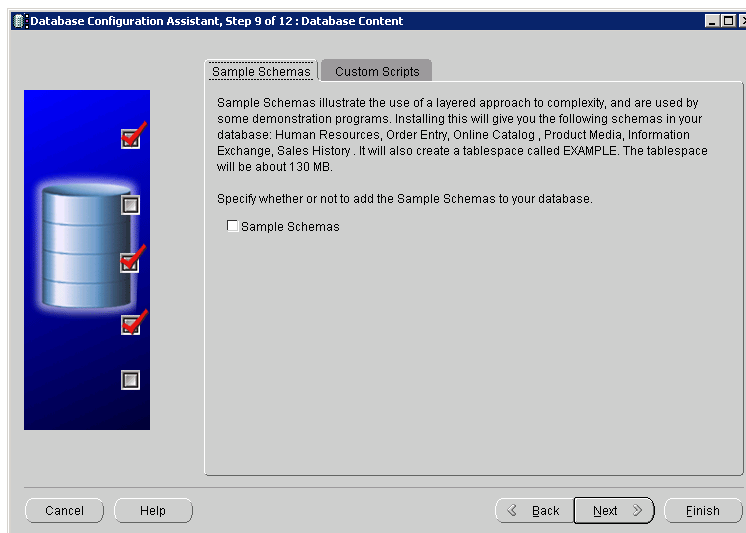 Database Configuration Assistant, Step 9 of 12 : Database Content
Sample Schemas
Custom Scripts
Sample Schemas illustrate the use of a layered approach to complexity, and are used by
some demonstration programs. Installing this will give you the following schemas in your
database: Human Resources, Order Entry, Online Catalog , Product Media, Information
Exchange, Sales History . It will also create a tablespace called EXAMPLE. The tablespace
will be about 130 MB.
Specify whether or not to add the Sample Schemas to your database.
Sample Schemas
Cancel
Help
Back
Next
Finish